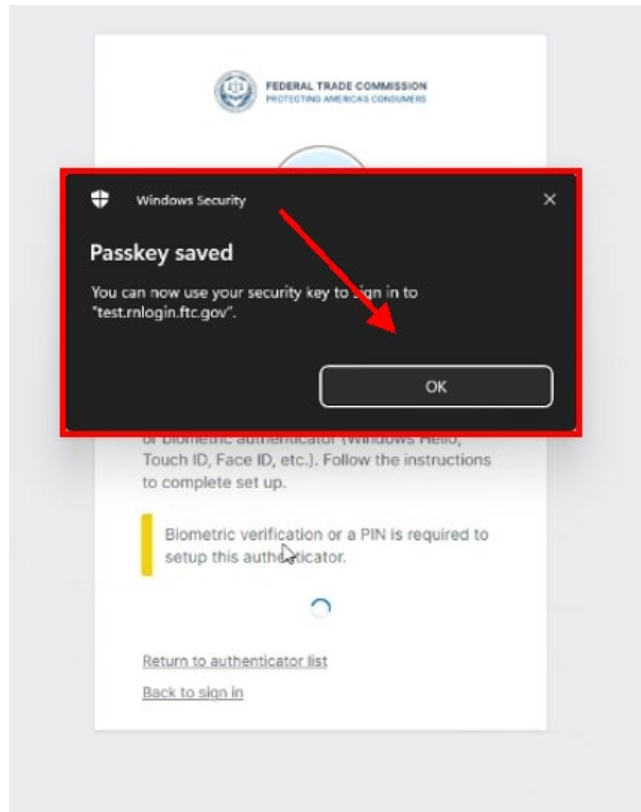 FEDERAL TRADE COMMISSION
PROTECTING AMERICA'S CONSUMERS
Windows Security
Passkey saved
You can now use your security key to sign in to
"test.rnlogin.ftc.gov".
OK
or biometric authenticator (Windows Hello,
Touch ID, Face ID, etc.). Follow the instructions
to complete set up.
Biometric verification or a PIN is required to
setup this authenticator.
Return to authenticator list
Back to sign in